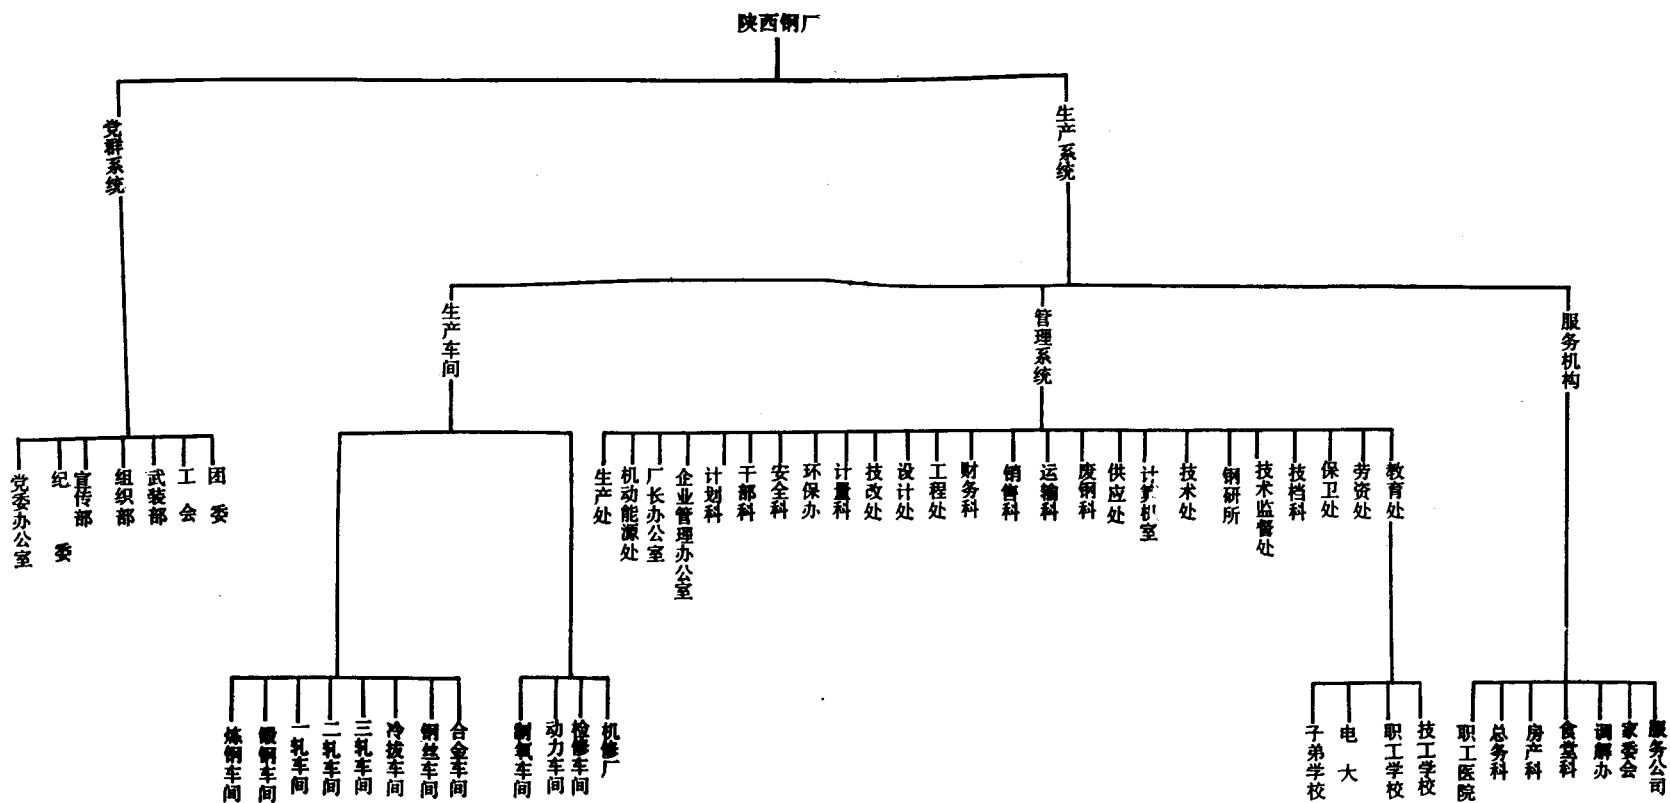 陕西钢厂
党群系统
生产系统
生产车间
管理系统
服务机构
党委办公室
纪委
宣传部
组织部
武装部
工会
团委
生产处
机动能源处
厂长办公室
企业管理办公室
计划科
干部科
安全科
环保办
计量科
技改处
设计处
工程处
财务科
销售科
运输科
废钢科
供应处
计算机室
技术处
钢研所
技术监督处
技档科
保卫处
劳资处
教育处
炼钢车间
锻钢车间
一轧车间
二轧车间
三轧车间
冷拔车间
钢丝车间
合金车间
制氧车间
动力车间
检修车间
机修厂
子弟学校
电大
职工学校
技工学校
职工医院
总务科
房产科
食堂科
调解办
家委会
服务公司